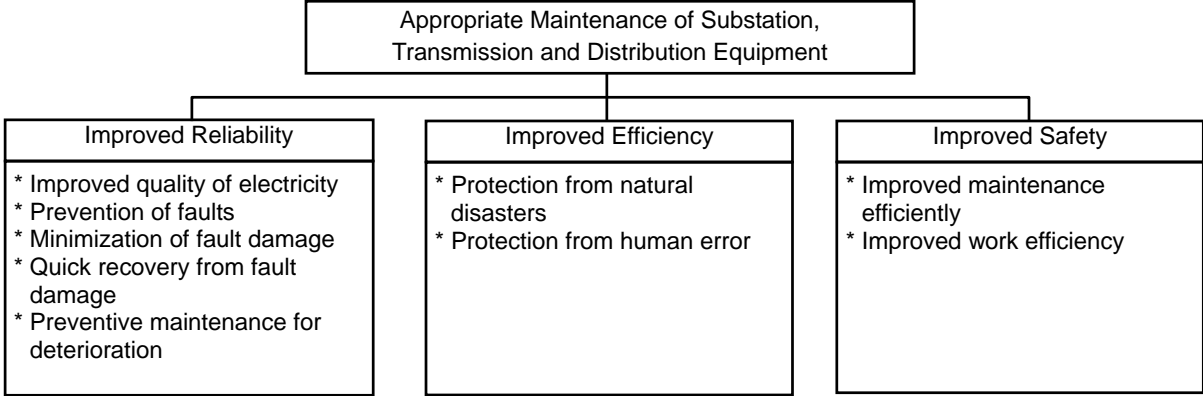 Appropriate Maintenance of Substation,
Transmission and Distribution Equipment
Improved Reliability
* Improved quality of electricity
* Prevention of faults
* Minimization of fault damage
* Quick recovery from fault
damage
* Preventive maintenance for
deterioration
Improved Efficiency
* Protection from natural
disasters
* Protection from human error
Improved Safety
* Improved maintenance
efficiently
* Improved work efficiency